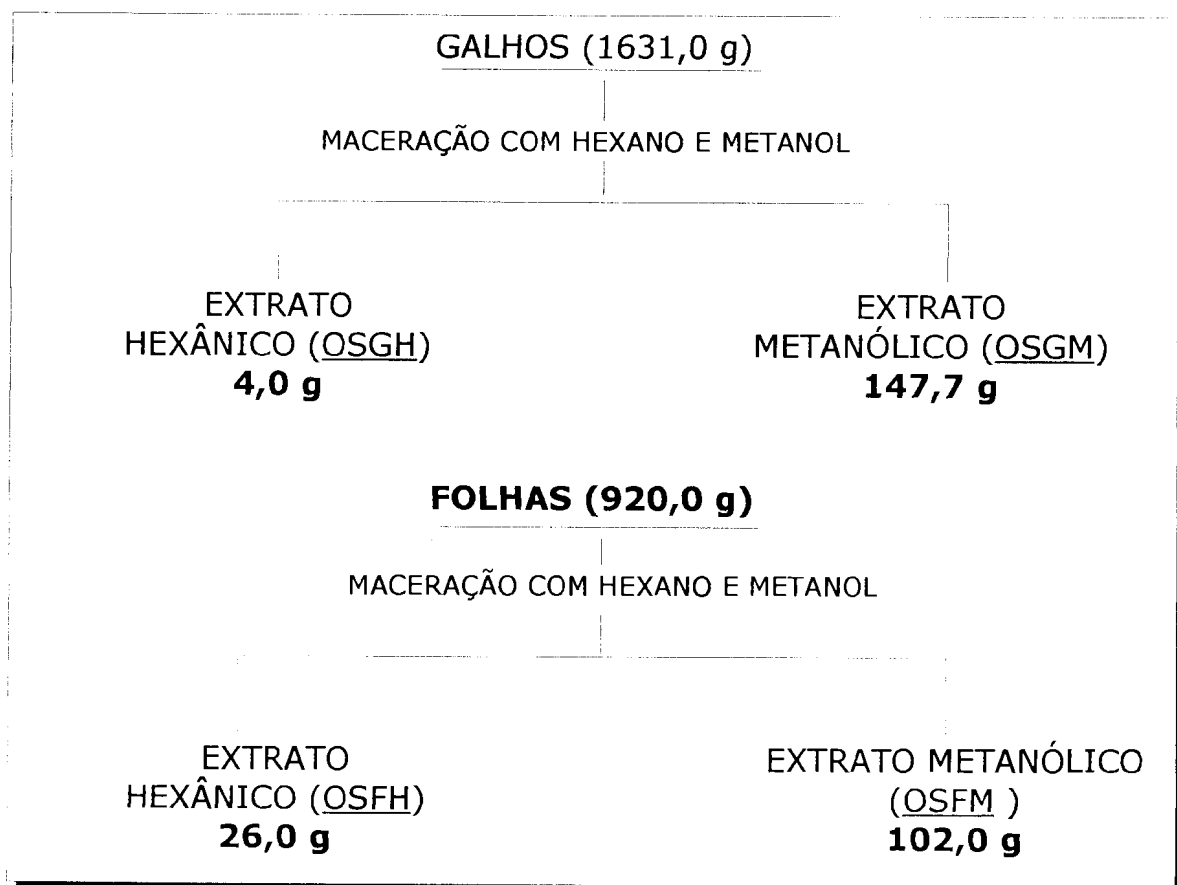 GALHOS (1631,0 g)
MACERAÇÃO COM HEXANO E METANOL
EXTRATO
HEXÂNICO (OSGH)
4,0 g
EXTRATO
METANÓLICO (OSGM)
147,7 g
FOLHAS (920,0 g)
MACERAÇÃO COM HEXANO E METANOL
EXTRATO
HEXÂNICO (OSFH)
26,0 g
EXTRATO METANÓLICO
(OSFM )
102,0 g